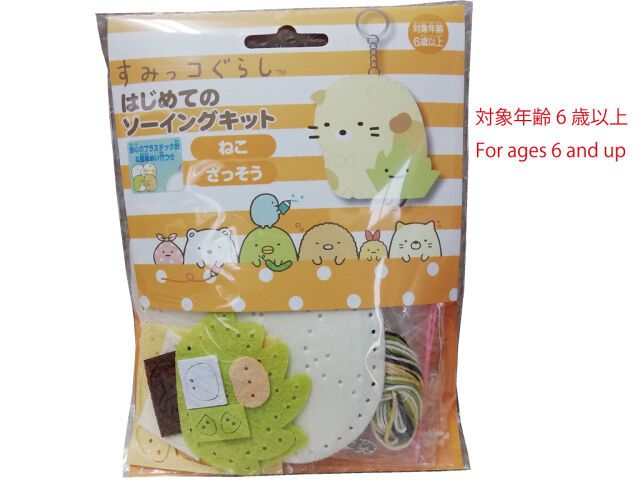 対象年齢
6歳以上
すみっコぐらし™
はじめての
ソーイングキット
安心のプラスチック針
ねこ
ざっそう
対象年齢6歳以上
For ages 6 and up